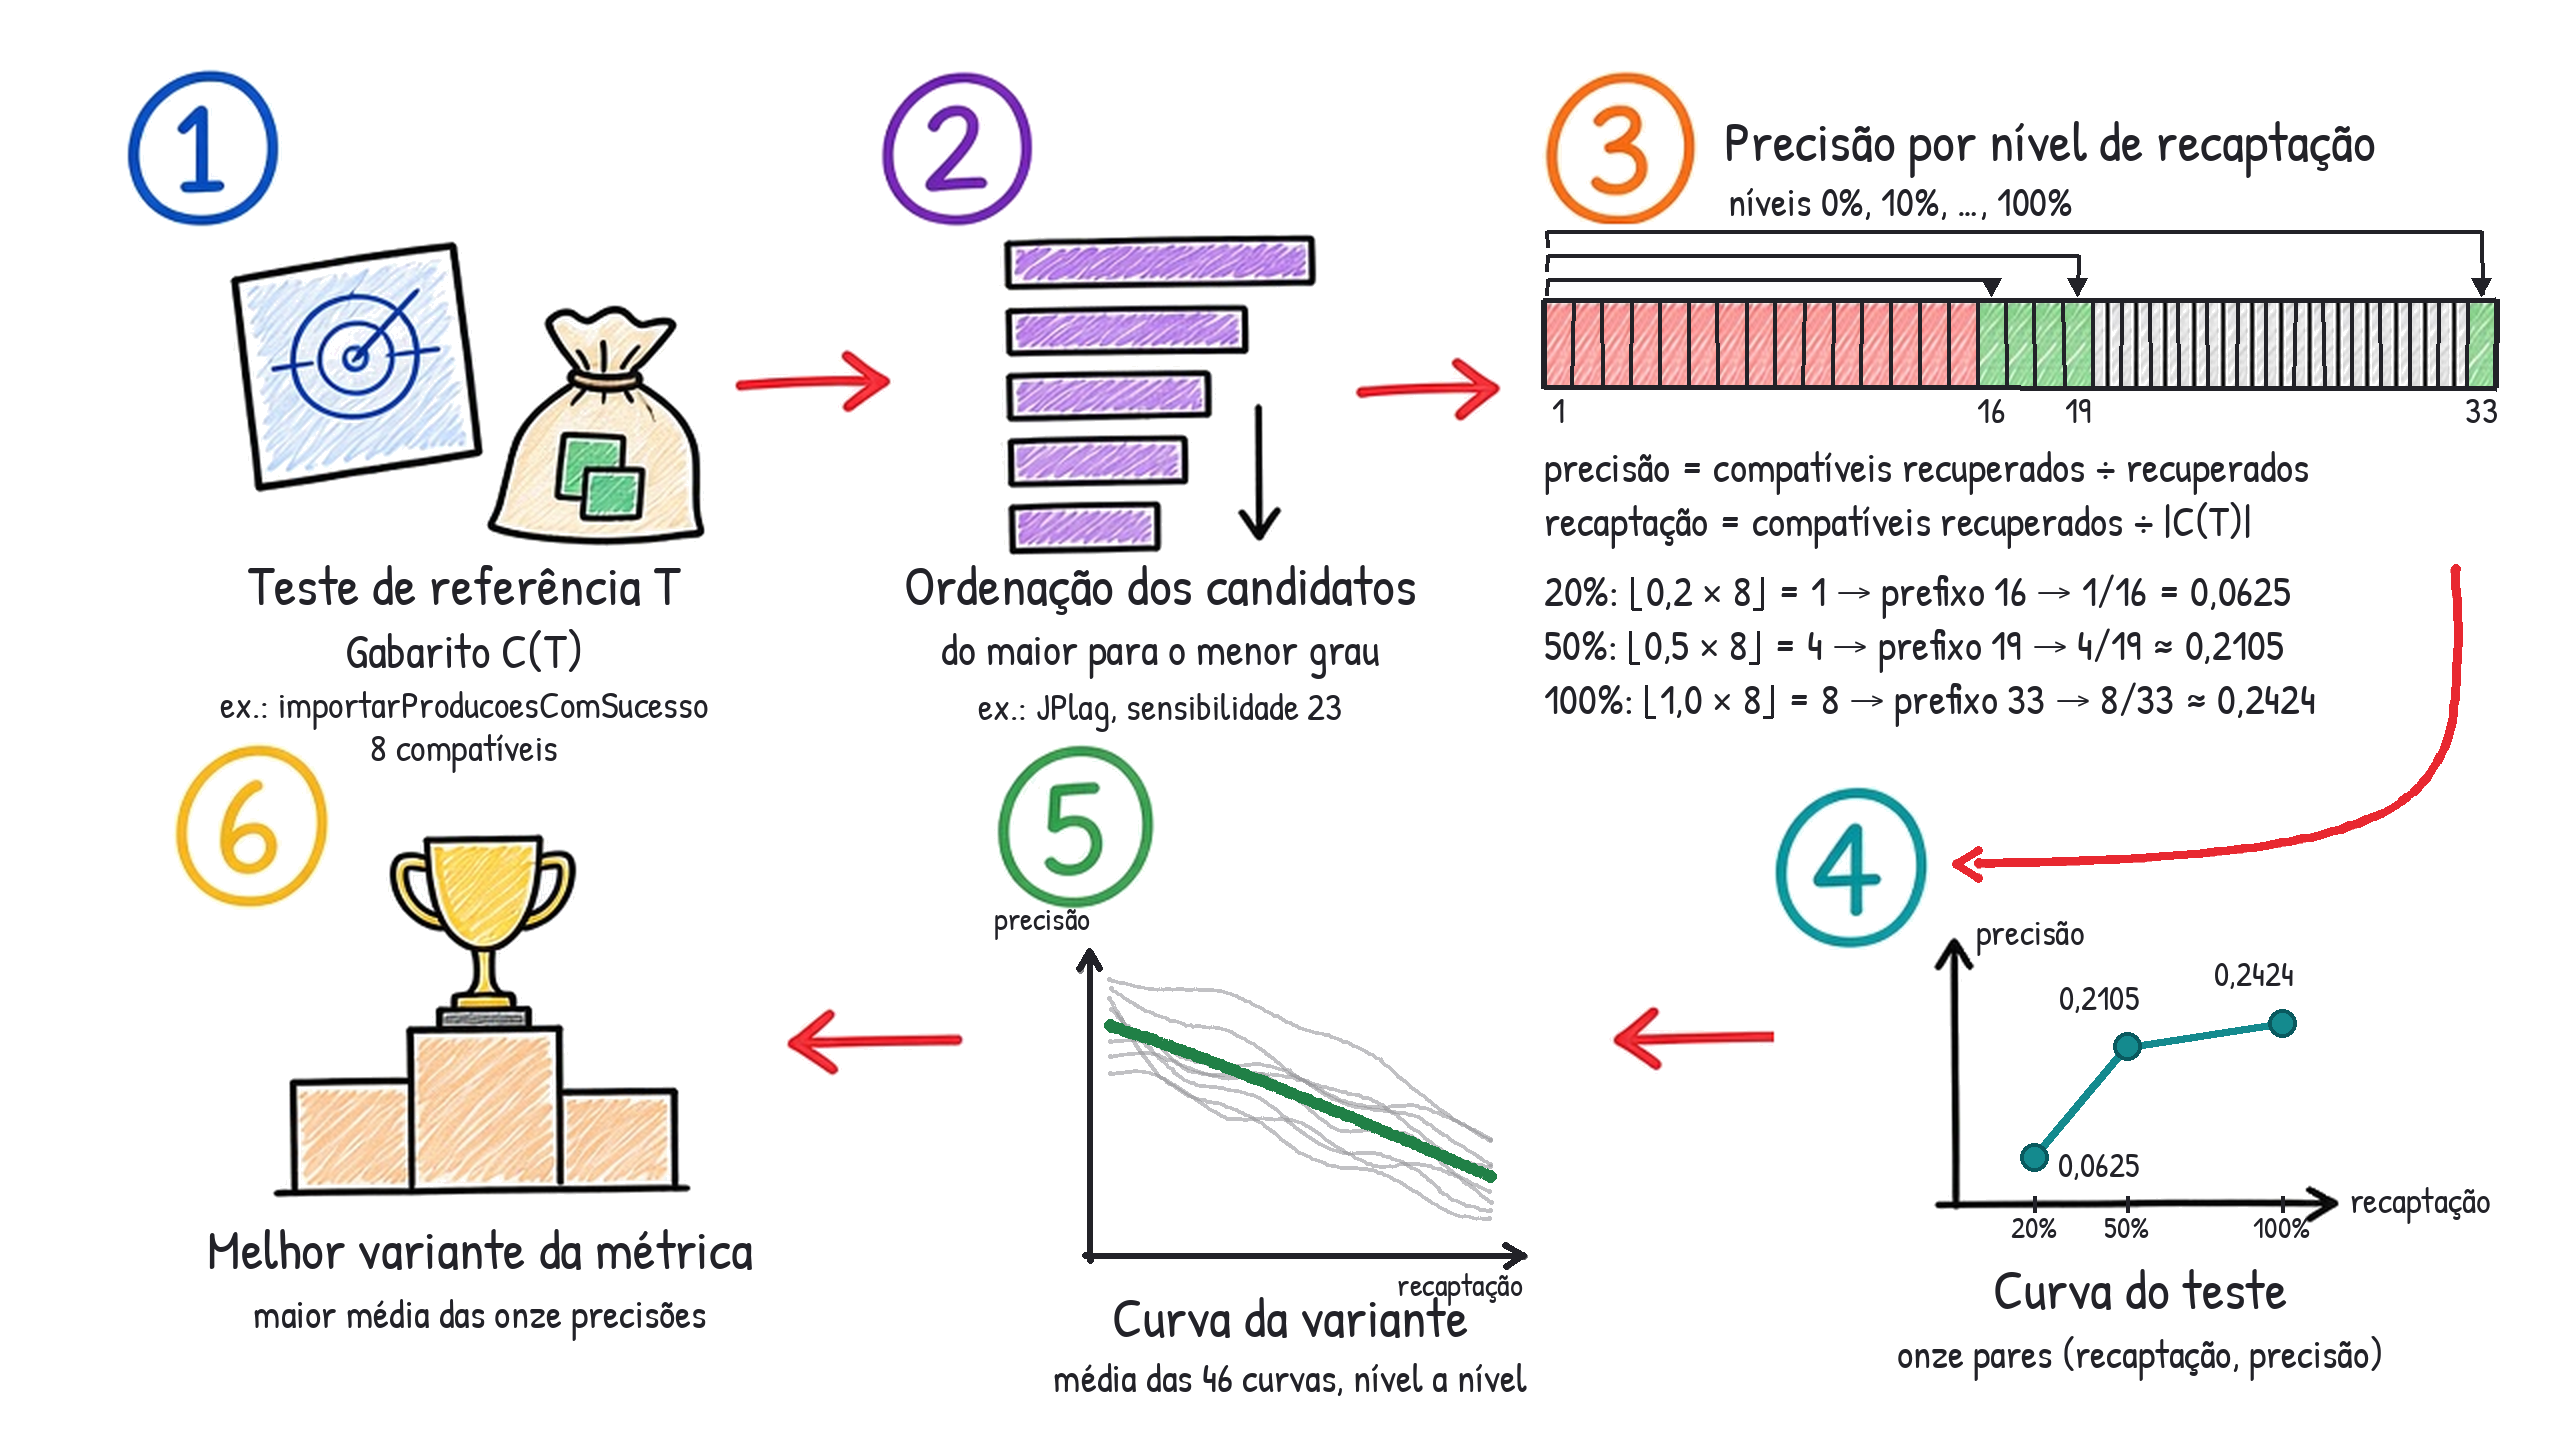 1
Teste de referência T
Gabarito C(T)
ex.: importarProducoesComSucesso
8 compatíveis
2
Ordenação dos candidatos
do maior para o menor grau
ex.: JPlag, sensibilidade 23
3
Precisão por nível de recaptação
níveis 0%, 10%, ..., 100%
1 16 19 33
precisão = compatíveis recuperados ÷ recuperados
recaptação = compatíveis recuperados ÷ |C(T)|
20%: ⌊0,2 × 8⌋ = 1 → prefixo 16 → 1/16 = 0,0625
50%: ⌊0,5 × 8⌋ = 4 → prefixo 19 → 4/19 ≈ 0,2105
100%: ⌊1,0 × 8⌋ = 8 → prefixo 33 → 8/33 ≈ 0,2424
4
precisão
0,2424
0,2105
0,0625
recaptação
20% 50% 100%
Curva do teste
onze pares (recaptação, precisão)
5
precisão
recaptação
Curva da variante
média das 46 curvas, nível a nível
6
Melhor variante da métrica
maior média das onze precisões